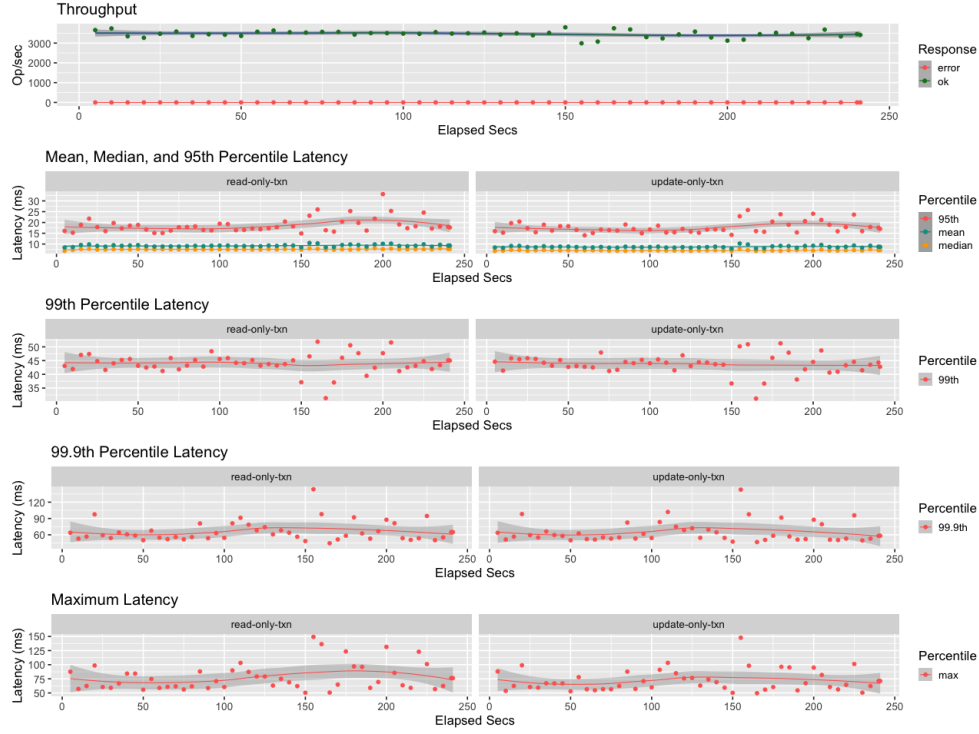 Throughput
3000
2000
1000
0
Op/sec
0 50 100 150 200 250
Elapsed Secs
Response
error
ok
Mean, Median, and 95th Percentile Latency
read-only-txn update-only-txn
30
25
20
15
10
Latency (ms)
0 50 100 150 200 250 0 50 100 150 200 250
Elapsed Secs
Percentile
95th
mean
median
99th Percentile Latency
read-only-txn update-only-txn
50
45
40
35
Latency (ms)
0 50 100 150 200 250 0 50 100 150 200 250
Elapsed Secs
Percentile
99th
99.9th Percentile Latency
read-only-txn update-only-txn
120
90
60
Latency (ms)
0 50 100 150 200 250 0 50 100 150 200 250
Elapsed Secs
Percentile
99.9th
Maximum Latency
read-only-txn update-only-txn
150
125
100
75
50
Latency (ms)
0 50 100 150 200 250 0 50 100 150 200 250
Elapsed Secs
Percentile
max